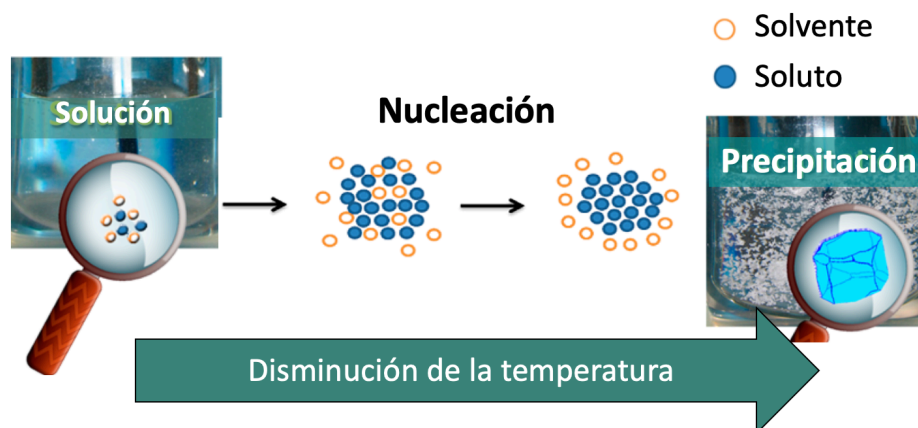 Solvente
Soluto
Solución
Nucleación
Precipitación
Disminución de la temperatura